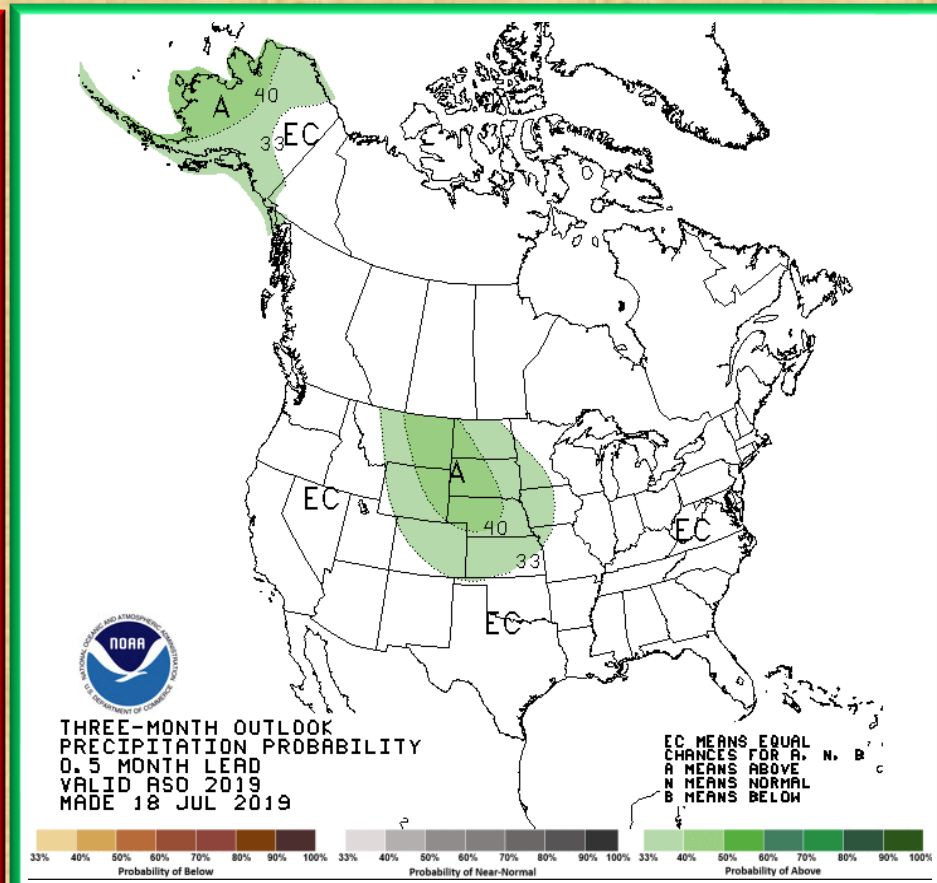 A
40
EC
33
A
EC
40
EC
33
EC
NATIONAL OCEANIC AND ATMOSPHERIC ADMINISTRATION
NOAA
U.S. DEPARTMENT OF COMMERCE
THREE-MONTH OUTLOOK
PRECIPITATION PROBABILITY
0.5 MONTH LEAD
VALID ASO 2019
MADE 18 JUL 2019
EC MEANS EQUAL
CHANCES FOR A, N, B
A MEANS ABOVE
N MEANS NORMAL
B MEANS BELOW
33% 40% 50% 60% 70% 80% 90% 100%
Probability of Below
33% 40% 50% 60% 70% 80% 90% 100%
Probability of Near-Normal
33% 40% 50% 60% 70% 80% 90% 100%
Probability of Above